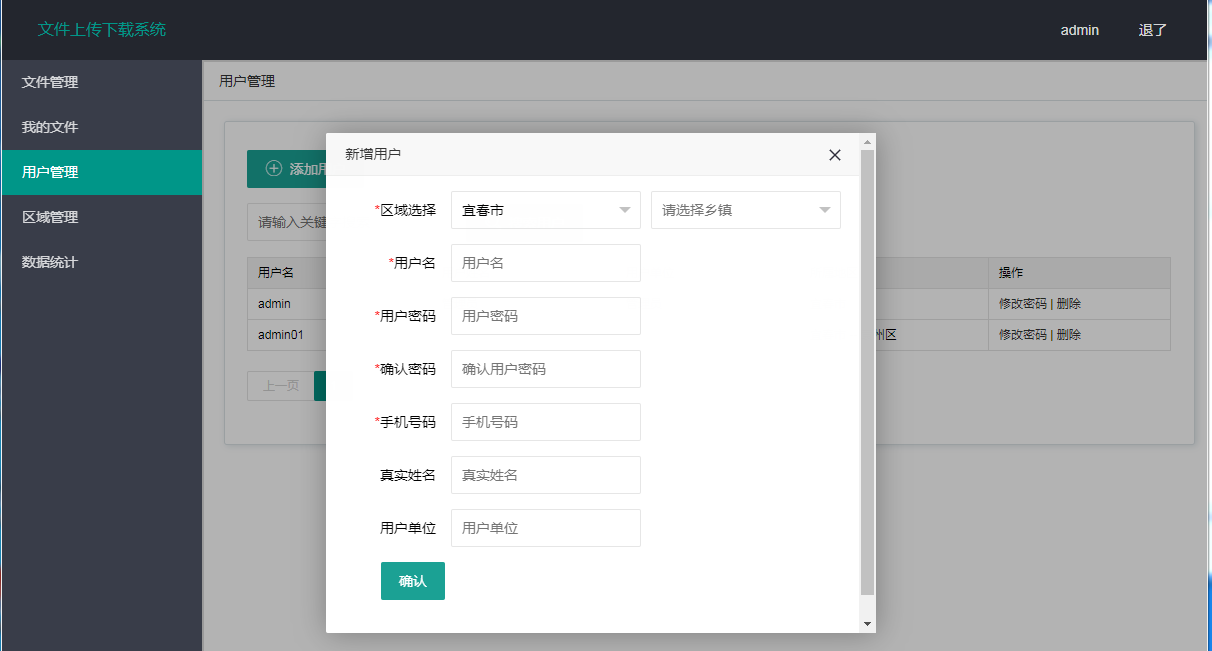 文件上传下载系统
admin 退了
文件管理
我的文件
用户管理
区域管理
数据统计
用户管理
添加用
请输入关键
用户名 操作
admin 修改密码 | 删除
admin01 州区 修改密码 | 删除
上一页
新增用户
*区域选择 宜春市 请选择乡镇
*用户名 用户名
*用户密码 用户密码
*确认密码 确认用户密码
*手机号码 手机号码
真实姓名 真实姓名
用户单位 用户单位
确认